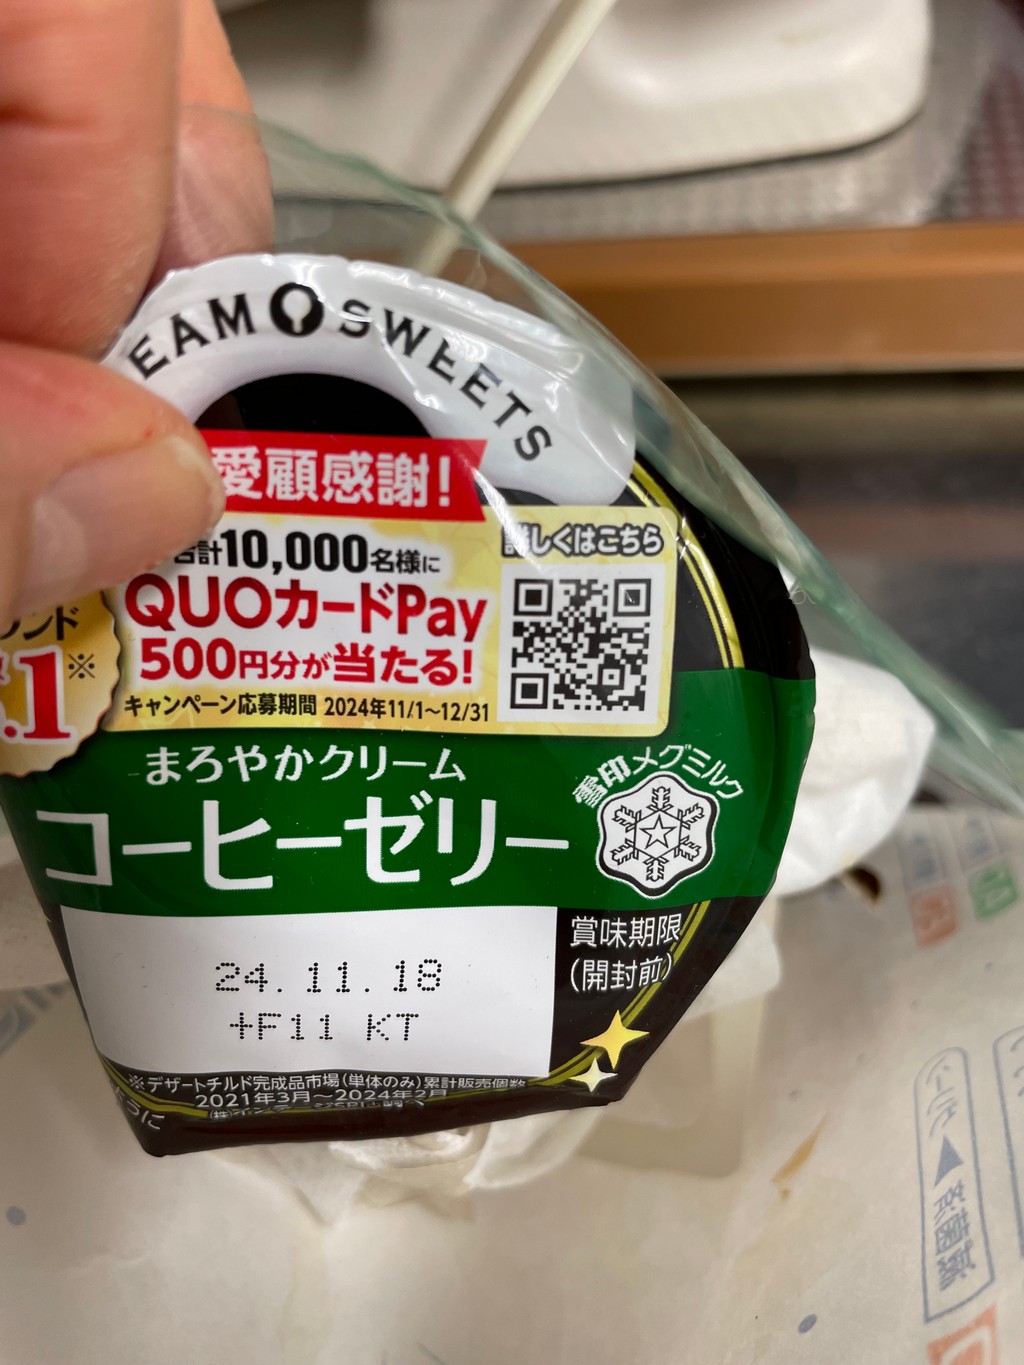 EAM SWEETS
愛顧感謝!
合計10,000名様に
QUOカードPay
500円分が当たる!
キャンペーン応募期間 2024年11/1~12/31
詳しくはこちら
ンド
.1※
まろやかクリーム
コーヒーゼリー
雪印メグミルク
賞味期限
(開封前)
24.11.18
+F11 KT
※デザートチルド完成品市場(単体のみ)累計販売個数
2021年3月~2024年2月
ように